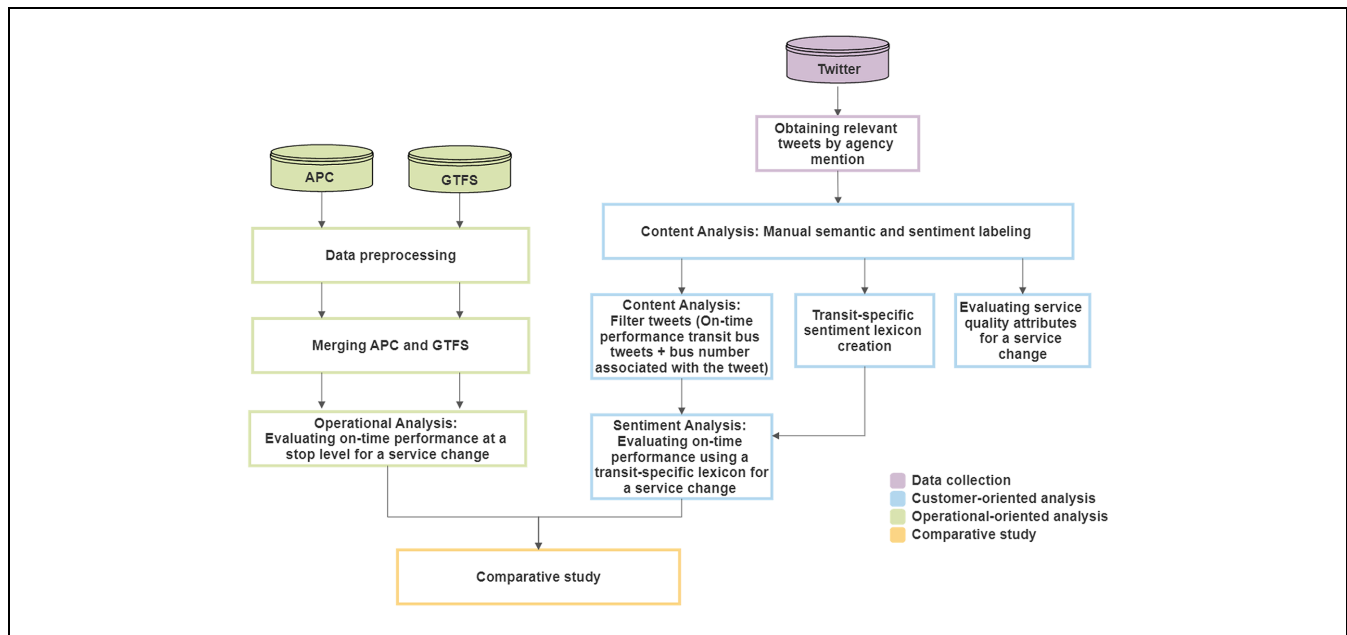 Twitter
Obtaining relevant
tweets by agency
mention
APC
GTFS
Content Analysis: Manual semantic and sentiment labeling
Data preprocessing
Content Analysis:
Filter tweets (On-time
performance transit bus
tweets + bus number
associated with the tweet)
Transit-specific
sentiment lexicon
creation
Evaluating service
quality attributes
for a service
change
Merging APC and GTFS
Operational Analysis:
Evaluating on-time performance at a
stop level for a service change
Sentiment Analysis:
Evaluating on-time
performance using a
transit-specific lexicon for
a service change
Data collection
Customer-oriented analysis
Operational-oriented analysis
Comparative study
Comparative study